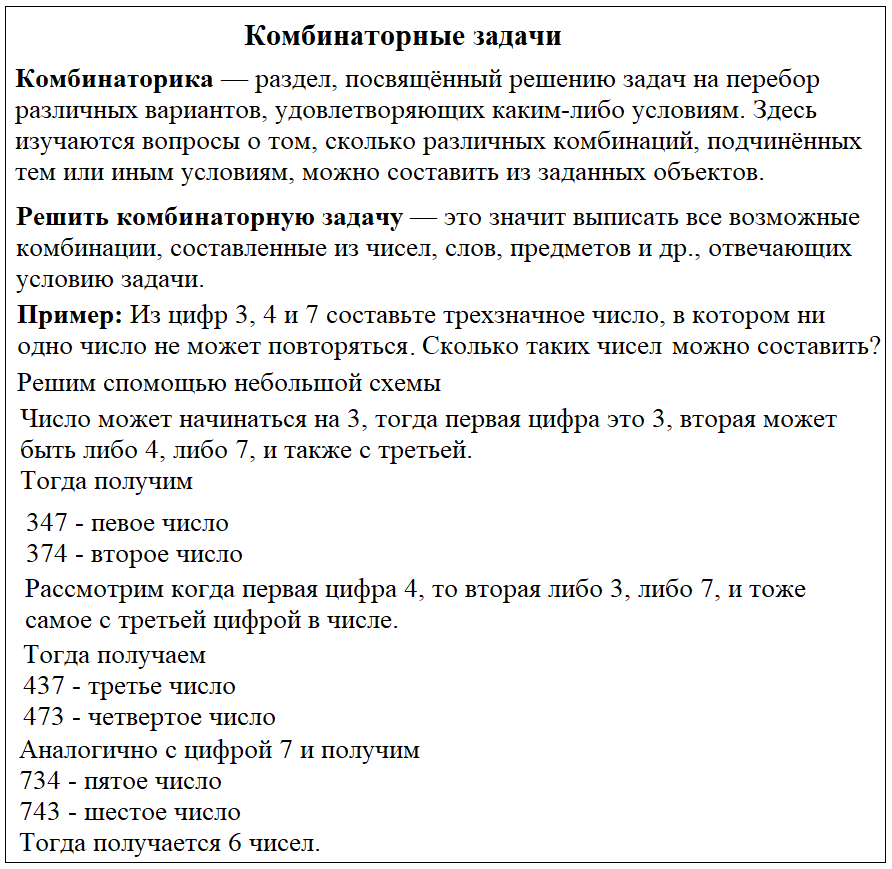 Комбинаторные задачи
Комбинаторика — раздел, посвящённый решению задач на перебор
различных вариантов, удовлетворяющих каким-либо условиям. Здесь
изучаются вопросы о том, сколько различных комбинаций, подчинённых
тем или иным условиям, можно составить из заданных объектов.
Решить комбинаторную задачу — это значит выписать все возможные
комбинации, составленные из чисел, слов, предметов и др., отвечающих
условию задачи.
Пример: Из цифр 3, 4 и 7 составьте трехзначное число, в котором ни
одно число не может повторяться. Сколько таких чисел можно составить?
Решим спомощью небольшой схемы
Число может начинаться на 3, тогда первая цифра это 3, вторая может
быть либо 4, либо 7, и также с третьей.
Тогда получим
347 - певое число
374 - второе число
Рассмотрим когда первая цифра 4, то вторая либо 3, либо 7, и тоже
самое с третьей цифрой в числе.
Тогда получаем
437 - третье число
473 - четвертое число
Аналогично с цифрой 7 и получим
734 - пятое число
743 - шестое число
Тогда получается 6 чисел.